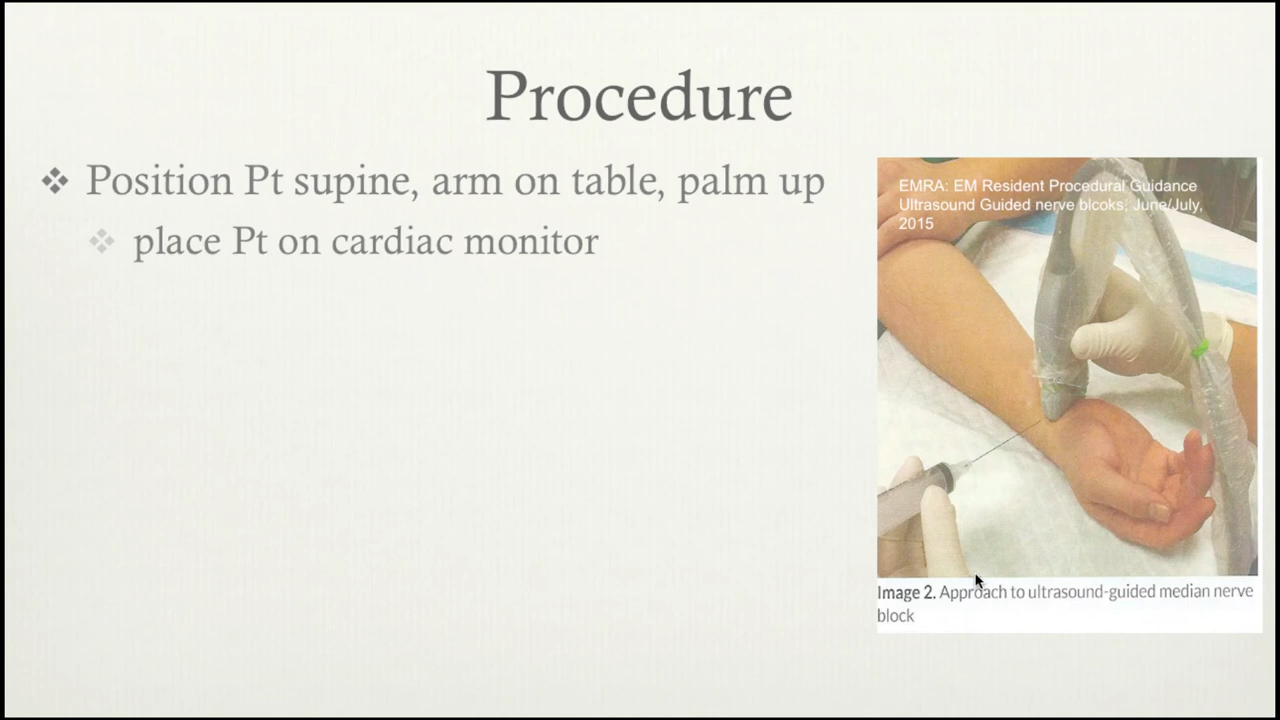 Procedure
Position Pt supine, arm on table, palm up
place Pt on cardiac monitor
EMRA: EM Resident Procedural Guidance
Ultrasound Guided nerve blcoks; June/July,
2015
Image 2. Approach to ultrasound-guided median nerve
block